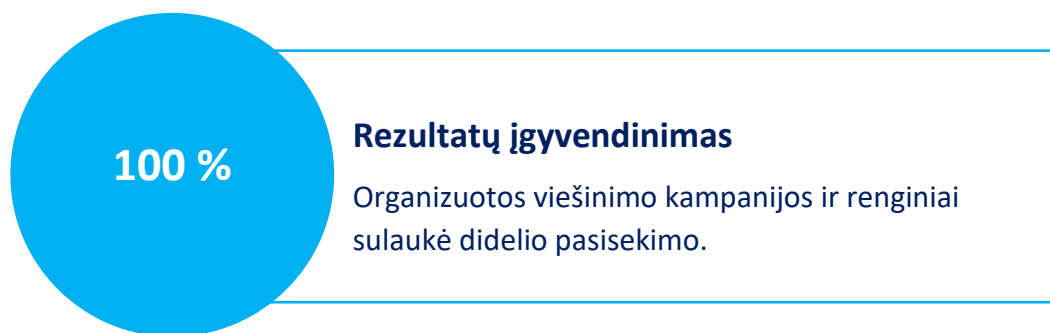 100 %
Rezultatų įgyvendinimas
Organizuotos viešinimo kampanijos ir renginiai
sulaukė didelio pasisekimo.